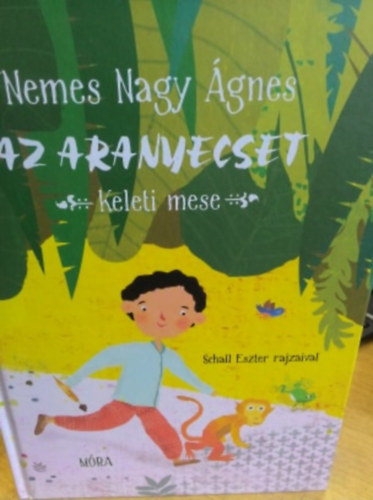 Nemes Nagy Ágnes
AZ ARANYECSET
Keleti mese
Schall Eszter rajzaival
MÓRA